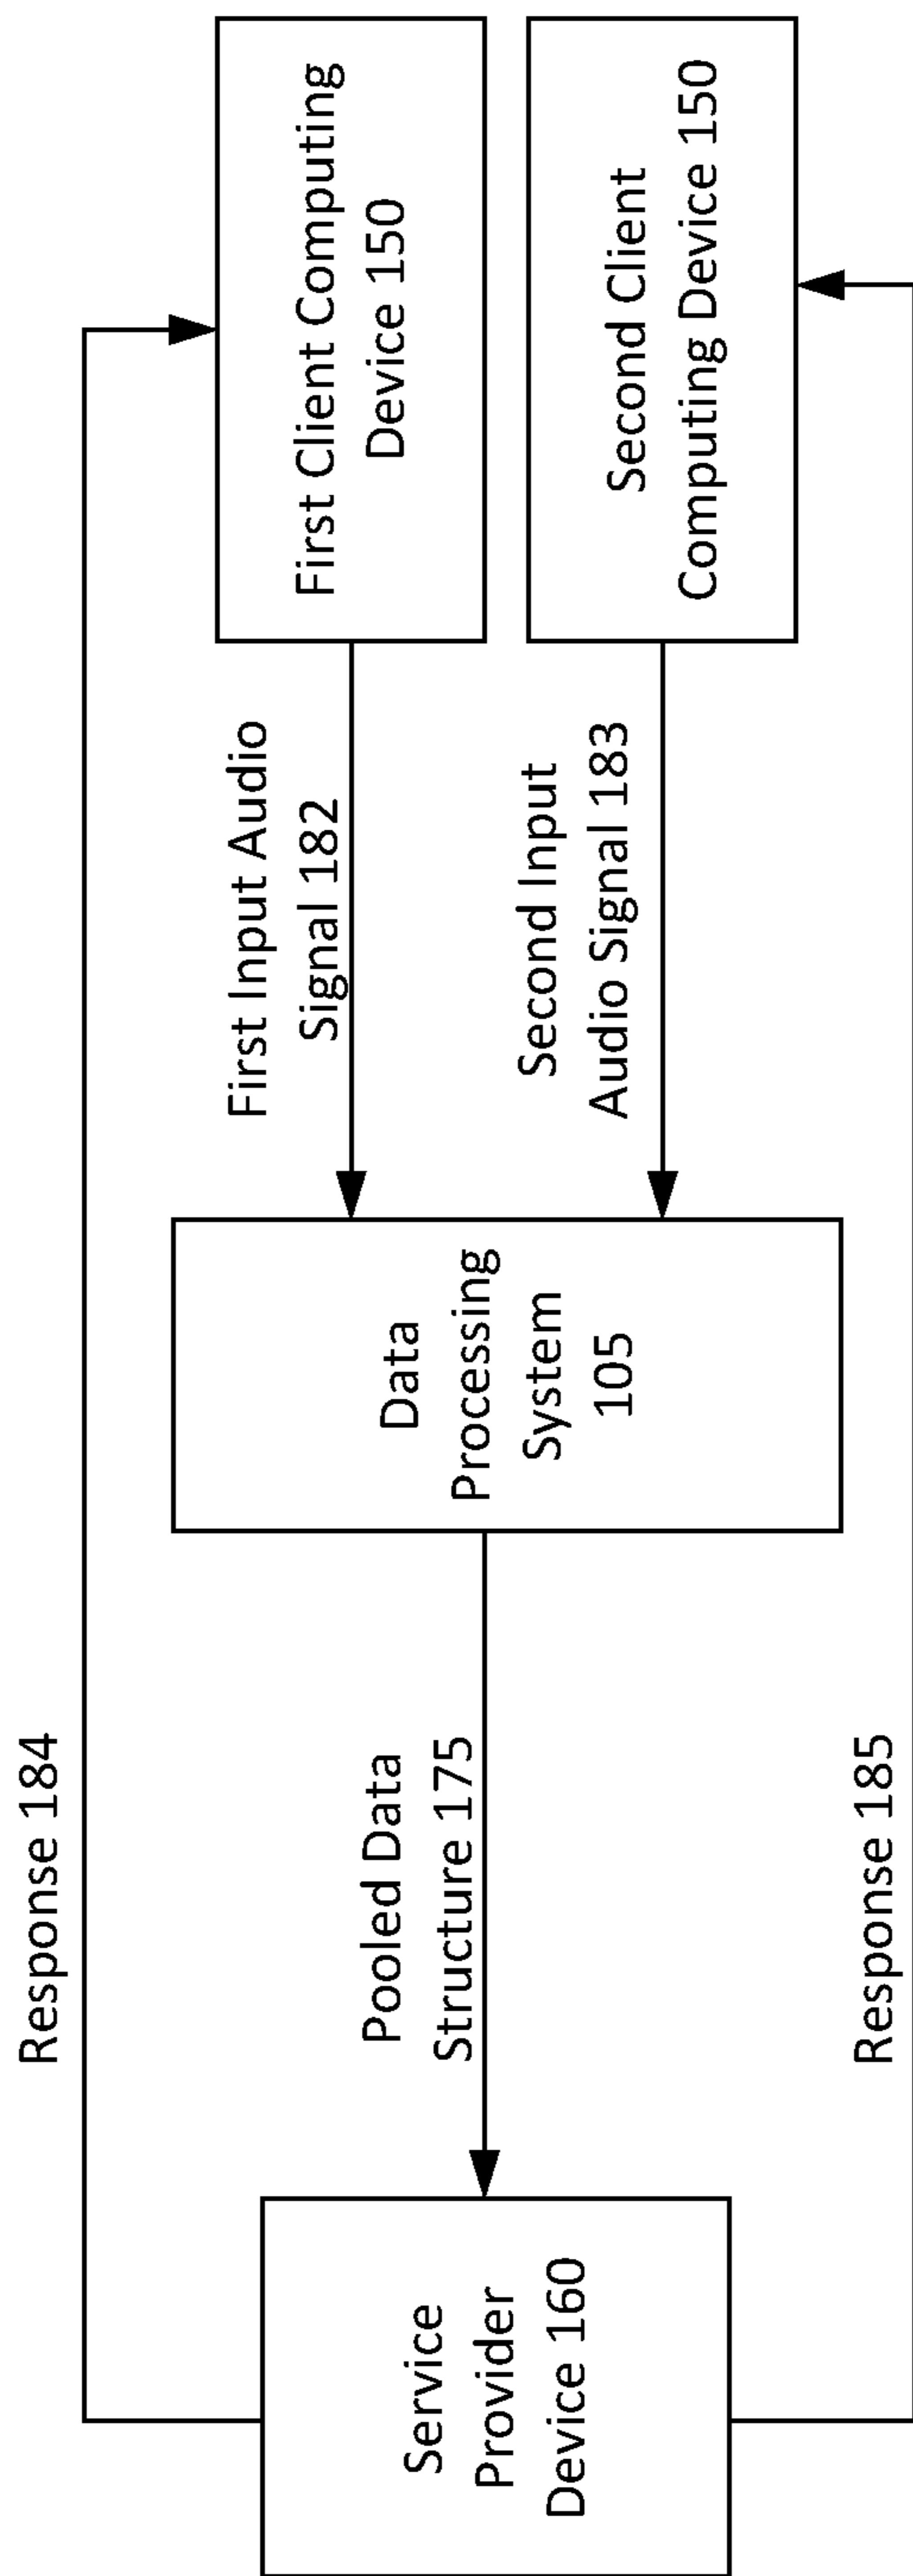 Response 184
First Client Computing
Device 150
First Input Audio
Signal 182
Data
Processing
System
105
Pooled Data
Structure 175
Service
Provider
Device 160
Second Input
Audio Signal 183
Second Client
Computing Device 150
Response 185